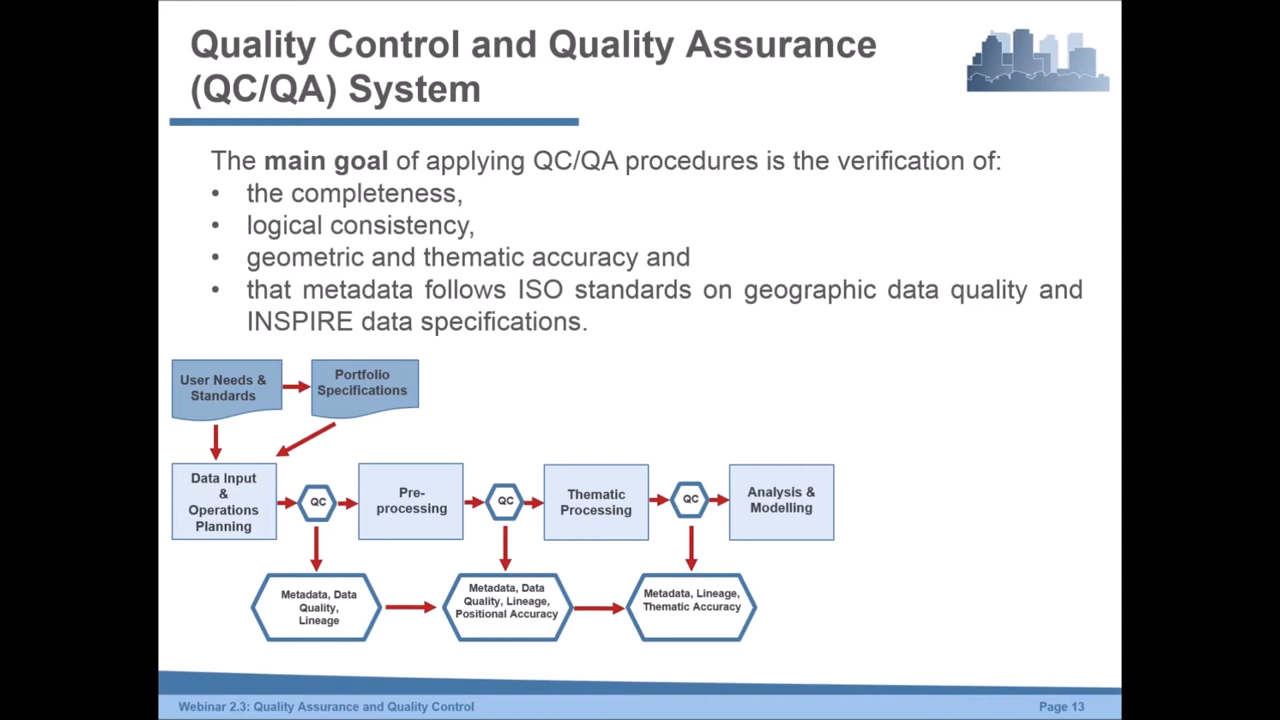 Quality Control and Quality Assurance
(QC/QA) System
The main goal of applying QC/QA procedures is the verification of:
• the completeness,
• logical consistency,
• geometric and thematic accuracy and
• that metadata follows ISO standards on geographic data quality and
INSPIRE data specifications.
User Needs &
Standards
Portfolio
Specifications
Data Input
&
Operations
Planning
QC
Pre-
processing
QC
Thematic
Processing
QC
Analysis &
Modelling
Metadata, Data
Quality,
Lineage
Metadata, Data
Quality, Lineage,
Positional Accuracy
Metadata, Lineage,
Thematic Accuracy
Webinar 2.3: Quality Assurance and Quality Control
Page 13